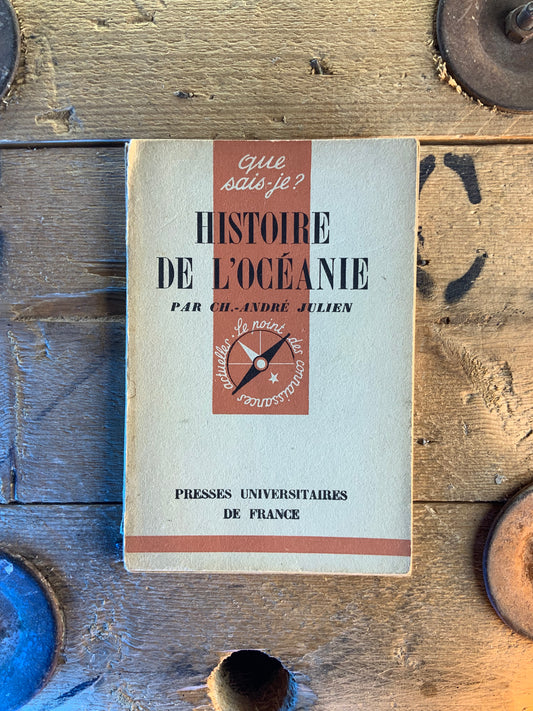 que
sais-je?
HISTOIRE
DE L'OCÉANIE
PAR CH.-ANDRÉ JULIEN
Le point des connaissances actuelles.
PRESSES UNIVERSITAIRES
DE FRANCE